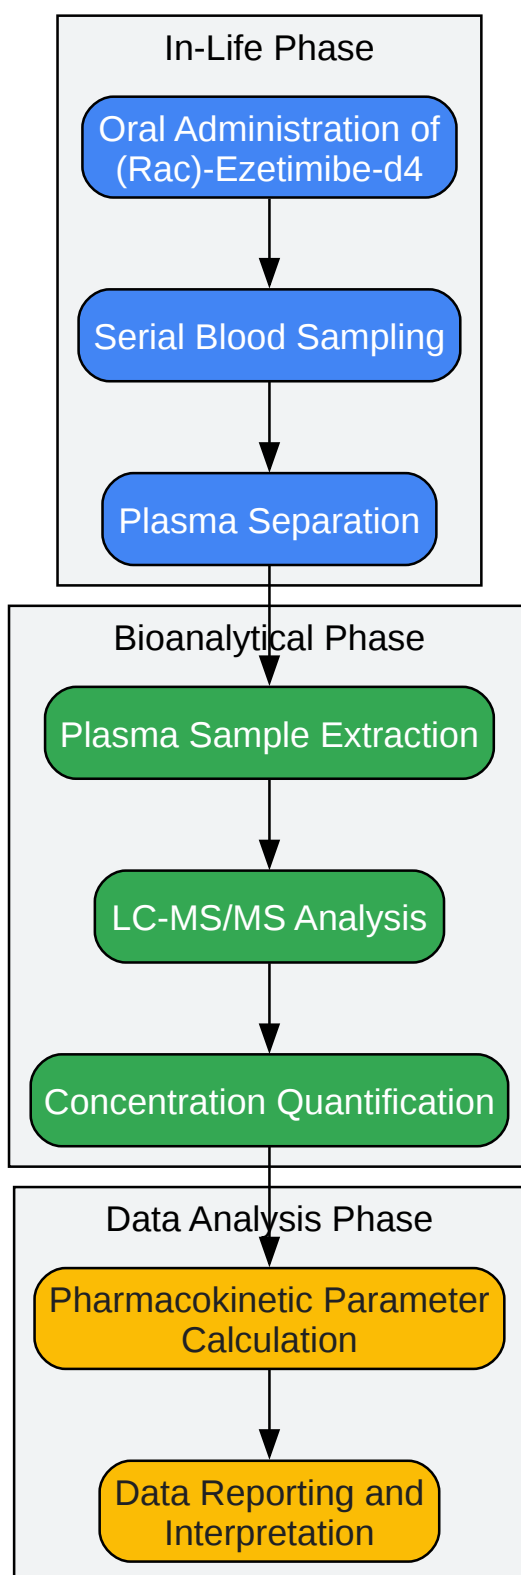 In-Life Phase
Oral Administration of
(Rac)-Ezetimibe-d4
Serial Blood Sampling
Plasma Separation
Bioanalytical Phase
Plasma Sample Extraction
LC-MS/MS Analysis
Concentration Quantification
Data Analysis Phase
Pharmacokinetic Parameter
Calculation
Data Reporting and
Interpretation